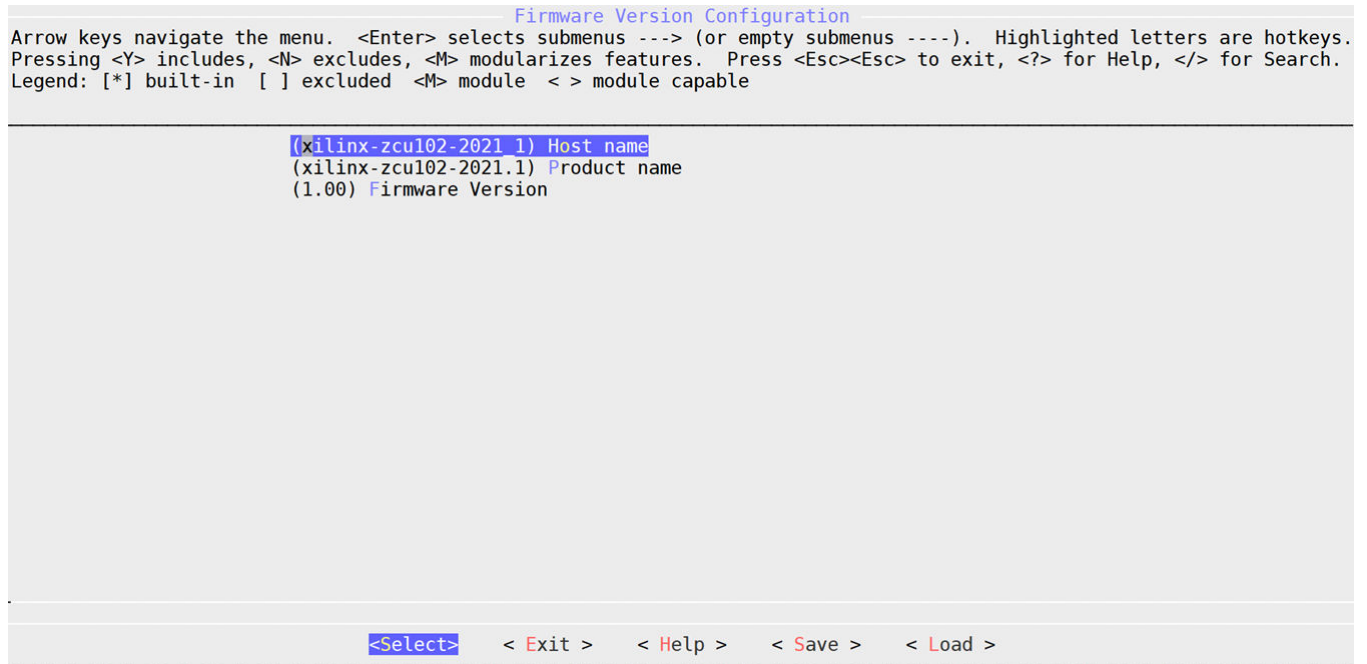 Firmware Version Configuration
Arrow keys navigate the menu.  <Enter> selects submenus ---> (or empty submenus ----).  Highlighted letters are hotkeys.
Pressing <Y> includes, <N> excludes, <M> modularizes features.  Press <Esc><Esc> to exit, <?> for Help, </> for Search.
Legend: [*] built-in  [ ] excluded  <M> module  < > module capable
(xilinx-zcu102-2021_1) Host name
(xilinx-zcu102-2021.1) Product name
(1.00) Firmware Version
<Select>    < Exit >    < Help >    < Save >    < Load >